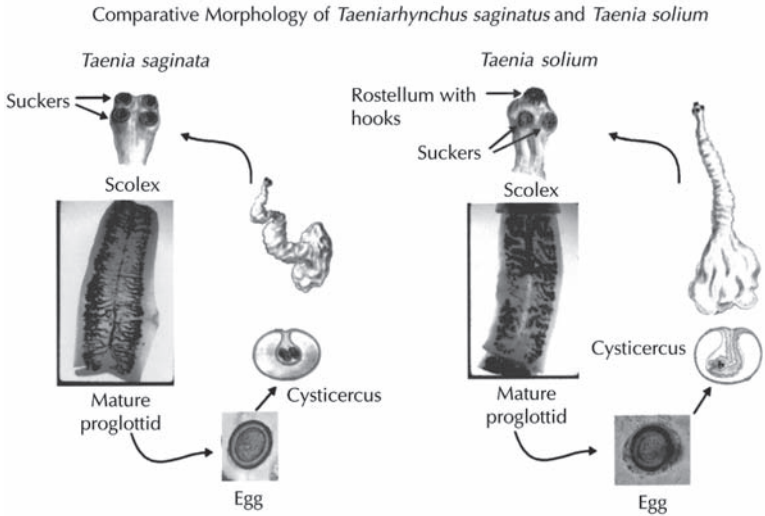 Comparative Morphology of Taeniarhynchus saginatus and Taenia solium
Taenia saginata
Suckers
Scolex
Mature
proglottid
Egg
Cysticercus
Taenia solium
Rostellum with
hooks
Suckers
Scolex
Mature
proglottid
Egg
Cysticercus